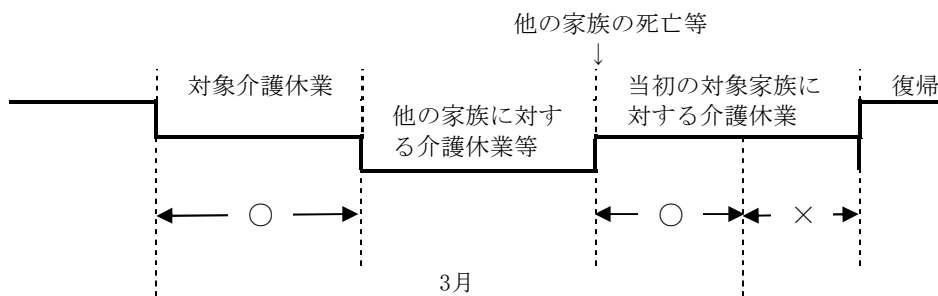 他の家族の死亡等
↓
対象介護休業
当初の対象家族に
対する介護休業
復帰
他の家族に対す
る介護休業等
○
○
×
3月